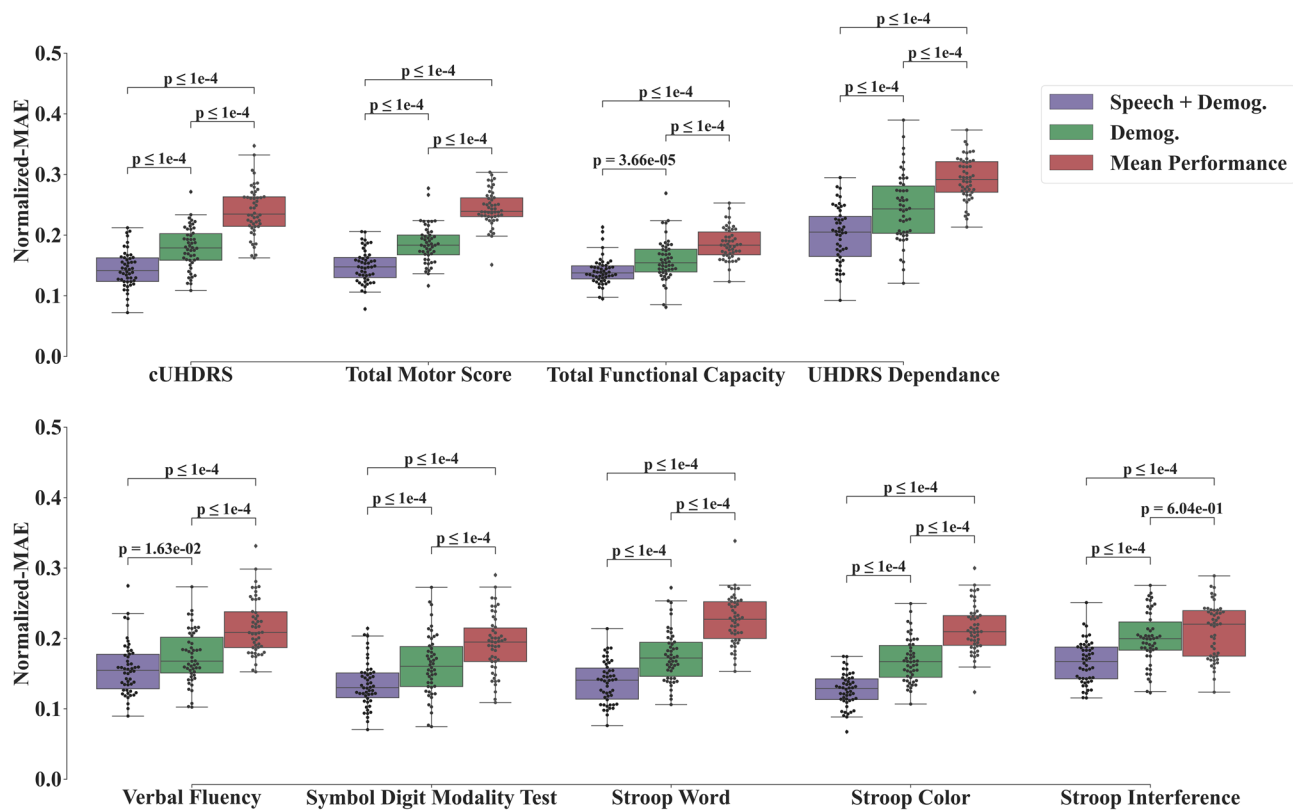 0.5
0.4
0.3
0.2
0.1
0.0
Normalized-MAE
p ≤ 1e-4
p ≤ 1e-4
p ≤ 1e-4
p ≤ 1e-4
p ≤ 1e-4
p ≤ 1e-4
p ≤ 1e-4
p ≤ 1e-4
p = 3.66e-05
p ≤ 1e-4
p ≤ 1e-4
p ≤ 1e-4
Speech + Demog.
Demog.
Mean Performance
cUHDRS
Total Motor Score
Total Functional Capacity
UHDRS Dependance
0.5
0.4
0.3
0.2
0.1
0.0
Normalized-MAE
p ≤ 1e-4
p ≤ 1e-4
p = 1.63e-02
p ≤ 1e-4
p ≤ 1e-4
p ≤ 1e-4
p ≤ 1e-4
p ≤ 1e-4
p ≤ 1e-4
p ≤ 1e-4
p ≤ 1e-4
p ≤ 1e-4
p ≤ 1e-4
p = 6.04e-01
p ≤ 1e-4
Verbal Fluency
Symbol Digit Modality Test
Stroop Word
Stroop Color
Stroop Interference